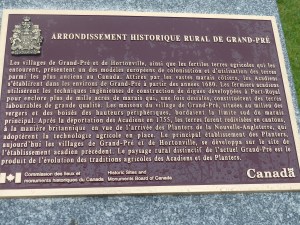 ARRONDISSEMENT HISTORIQUE RURAL DE GRAND-PRÉ
Les villages de Grand-Pré et de Hortonville, ainsi que les fertiles terres agricoles qui les
entourent, présentent un des modèles européens de colonisation et d'utilisation des terres
parmi les plus anciens au Canada. Attirés par les vastes marais côtiers, les Acadiens
s'établirent dans les environs de Grand-Pré à partir des années 1680. Les fermiers acadiens
utilisèrent les techniques ingénieuses de construction de digues développées à Port-Royal
pour enclore plus de mille acres de marais qui, une fois dessalés, constituèrent des terres
labourables de grande qualité. Les maisons du village de Grand-Pré, situées au milieu des
vergers et des boisés des hauteurs périphériques, bordaient la limite sud du marais
principal. Après la déportation des Acadiens en 1755, les terres furent redivisées en cantons
à la manière britannique en vue de l'arrivée des Planters de la Nouvelle-Angleterre, qui
adoptèrent la technologie agricole en place. Le principal établissement des Planters,
aujourd'hui les villages de Grand-Pré et de Hortonville, se développa sur le site de
l'établissement acadien précédent. Le paysage rural distinctif de l'actuel Grand-Pré est le
produit de l'évolution des traditions agricoles des Acadiens et des Planters.
Commission des lieux et monuments historiques du Canada
Historic Sites and Monuments Board of Canada
Canada